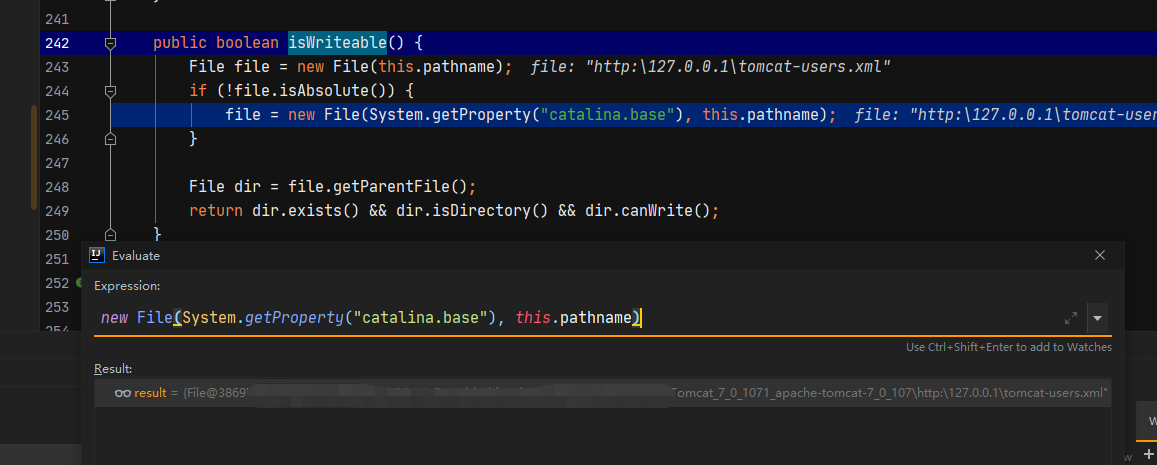 241
242 public boolean isWriteable() {
243 File file = new File(this.pathname); file: "http:\127.0.0.1\tomcat-users.xml"
244 if (!file.isAbsolute()) {
245 file = new File(System.getProperty("catalina.base"), this.pathname); file: "http:\127.0.0.1\tomcat-user
246 }
247
248 File dir = file.getParentFile();
249 return dir.exists() && dir.isDirectory() && dir.canWrite();
250 }
251
252
253
254
Evaluate
Expression:
new File(System.getProperty("catalina.base"), this.pathname)
Use Ctrl+Shift+Enter to add to Watches
Result:
result = {File@3869} Tomcat_7_0_1071_apache-tomcat-7_0_107\http:\127.0.0.1\tomcat-users.xml"
W
w